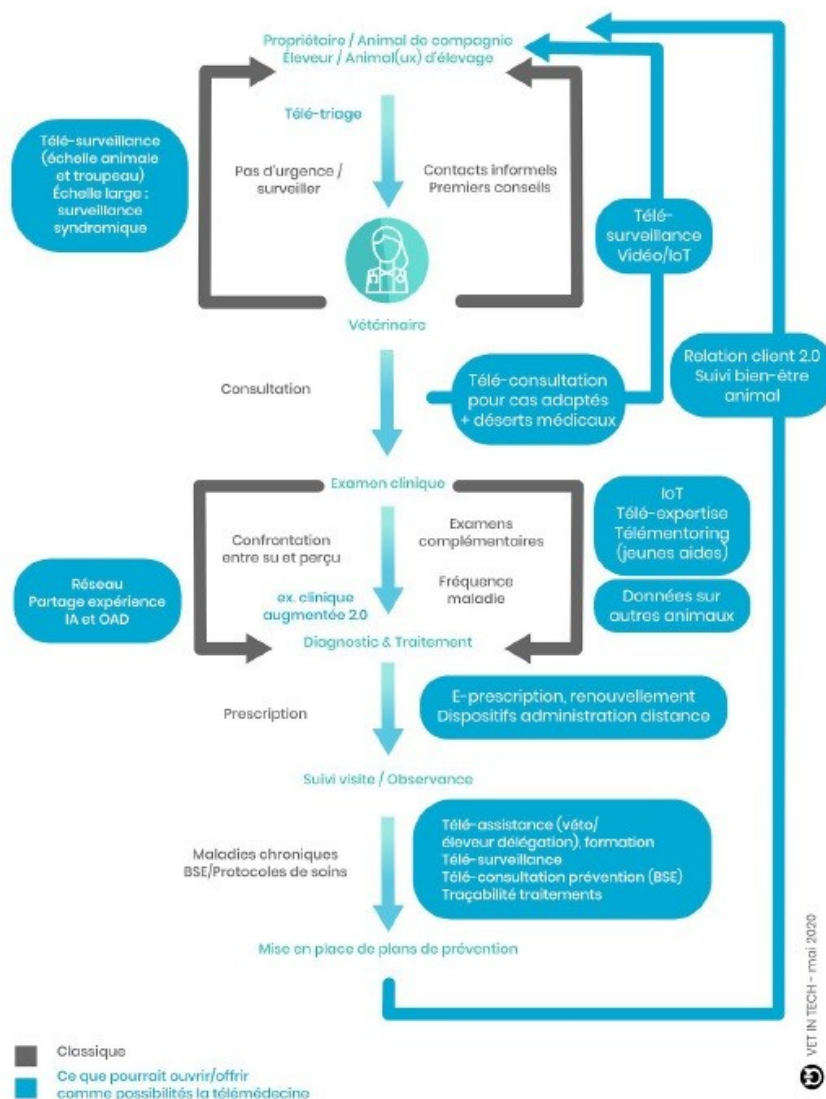 Propriétaire / Animal de compagnie
Éleveur / Animal(ux) d'élevage
Télé-triage
Télé-surveillance
(échelle animale
et troupeau)
Échelle large :
surveillance
syndromique
Pas d'urgence /
surveiller
Contacts informels
Premiers conseils
Télé-
surveillance
Vidéo/IoT
Vétérinaire
Relation client 2.0
Suivi bien-être
animal
Consultation
Télé-consultation
pour cas adaptés
+ déserts médicaux
Examen clinique
Confrontation
entre su et perçu
Examens
complémentaires
IoT
Télé-expertise
Télémentoring
(jeunes aides)
Réseau
Partage expérience
IA et OAD
ex. clinique
augmentée 2.0
Fréquence
maladie
Données sur
autres animaux
Diagnostic & Traitement
Prescription
E-prescription, renouvellement
Dispositifs administration distance
Suivi visite / Observance
Maladies chroniques
BSE/Protocoles de soins
Télé-assistance (véto/
éleveur délégation), formation
Télé-surveillance
Télé-consultation prévention (BSE)
Traçabilité traitements
Mise en place de plans de prévention
VET IN TECH - mai 2020
Classique
Ce que pourrait ouvrir/offrir
comme possibilités la télémédecine